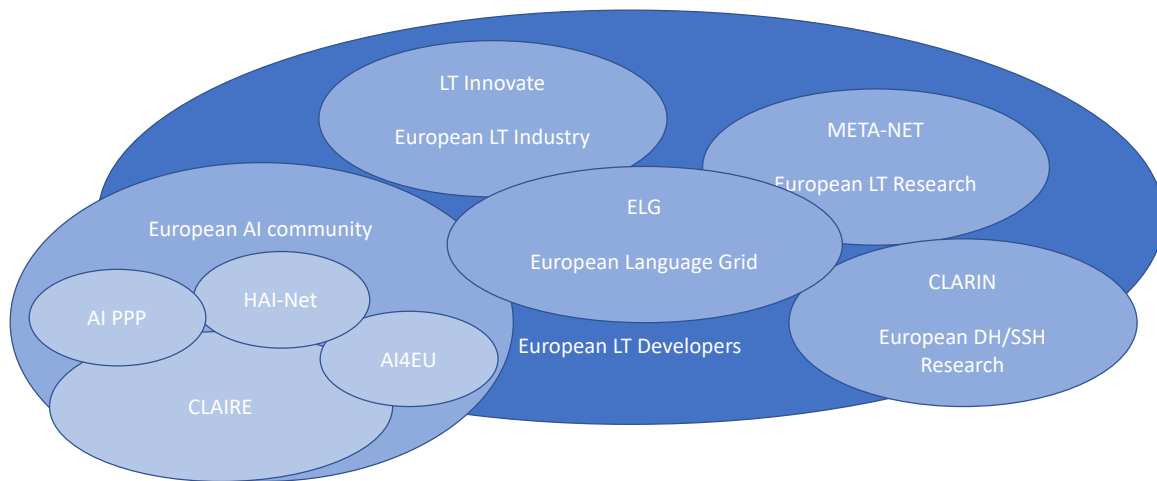 LT Innovate
European LT Industry
META-NET
European LT Research
ELG
European Language Grid
European AI community
HAI-Net
AI PPP
AI4EU
CLAIRE
European LT Developers
CLARIN
European DH/SSH
Research